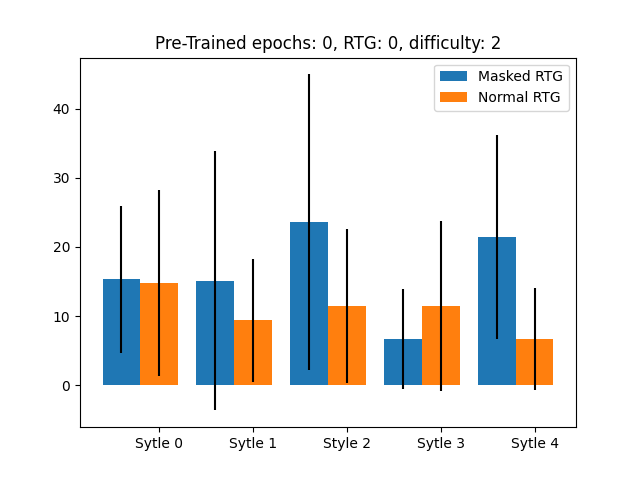 Pre-Trained epochs: 0, RTG: 0, difficulty: 2
Masked RTG
Normal RTG
40
30
20
10
0
Sytle 0 Sytle 1 Style 2 Sytle 3 Sytle 4